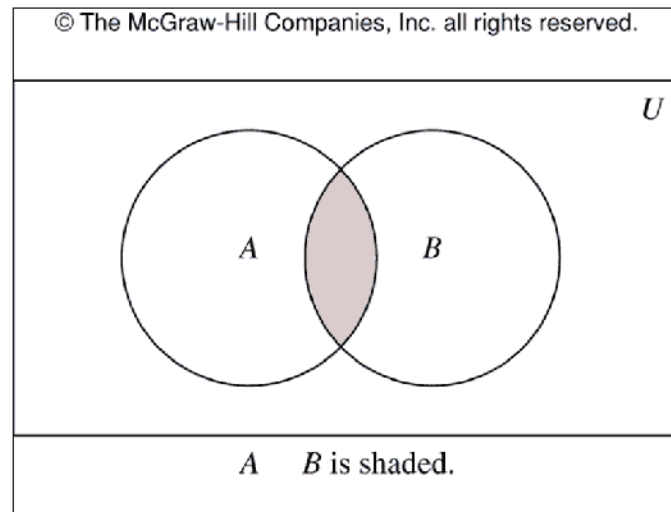 © The McGraw-Hill Companies, Inc. all rights reserved.
U
A B
A B is shaded.